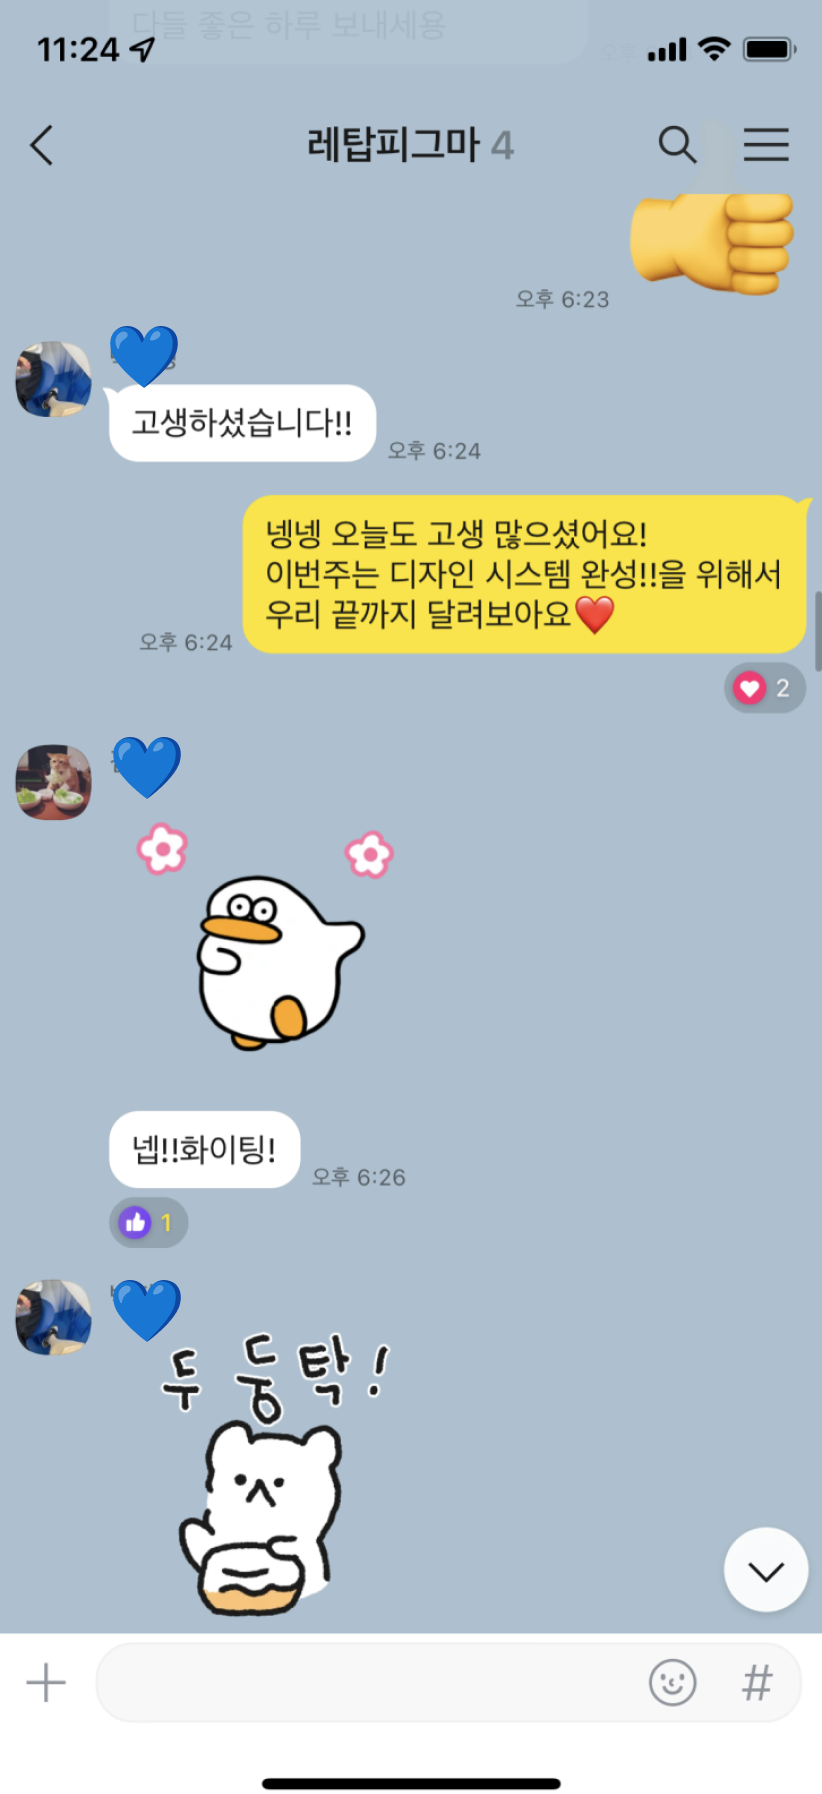 다들 좋은 하루 보내세용
11:24
레탑피그마 4
오후 6:23
고생하셨습니다!!
오후 6:24
넹넹 오늘도 고생 많으셨어요!
이번주는 디자인 시스템 완성!!을 위해서
우리 끝까지 달려보아요❤️
오후 6:24
2
넵!!화이팅!
오후 6:26
1
두둥탁!
#